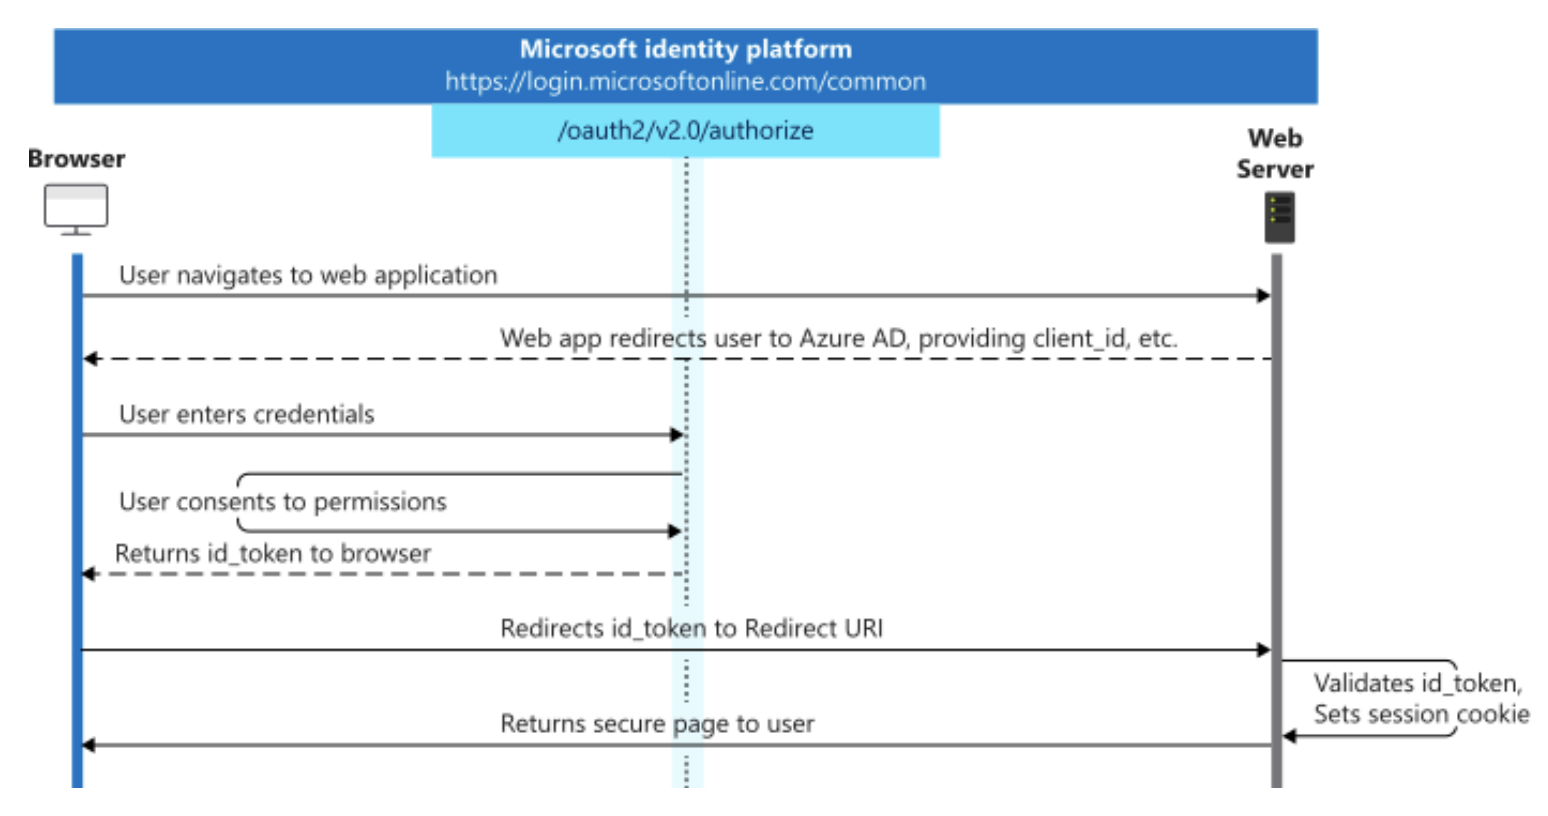 Microsoft identity platform
https://login.microsoftonline.com/common
/oauth2/v2.0/authorize
Browser
Web
Server
User navigates to web application
Web app redirects user to Azure AD, providing client_id, etc.
User enters credentials
User consents to permissions
Returns id_token to browser
Redirects id_token to Redirect URI
Validates id_token,
Sets session cookie
Returns secure page to user